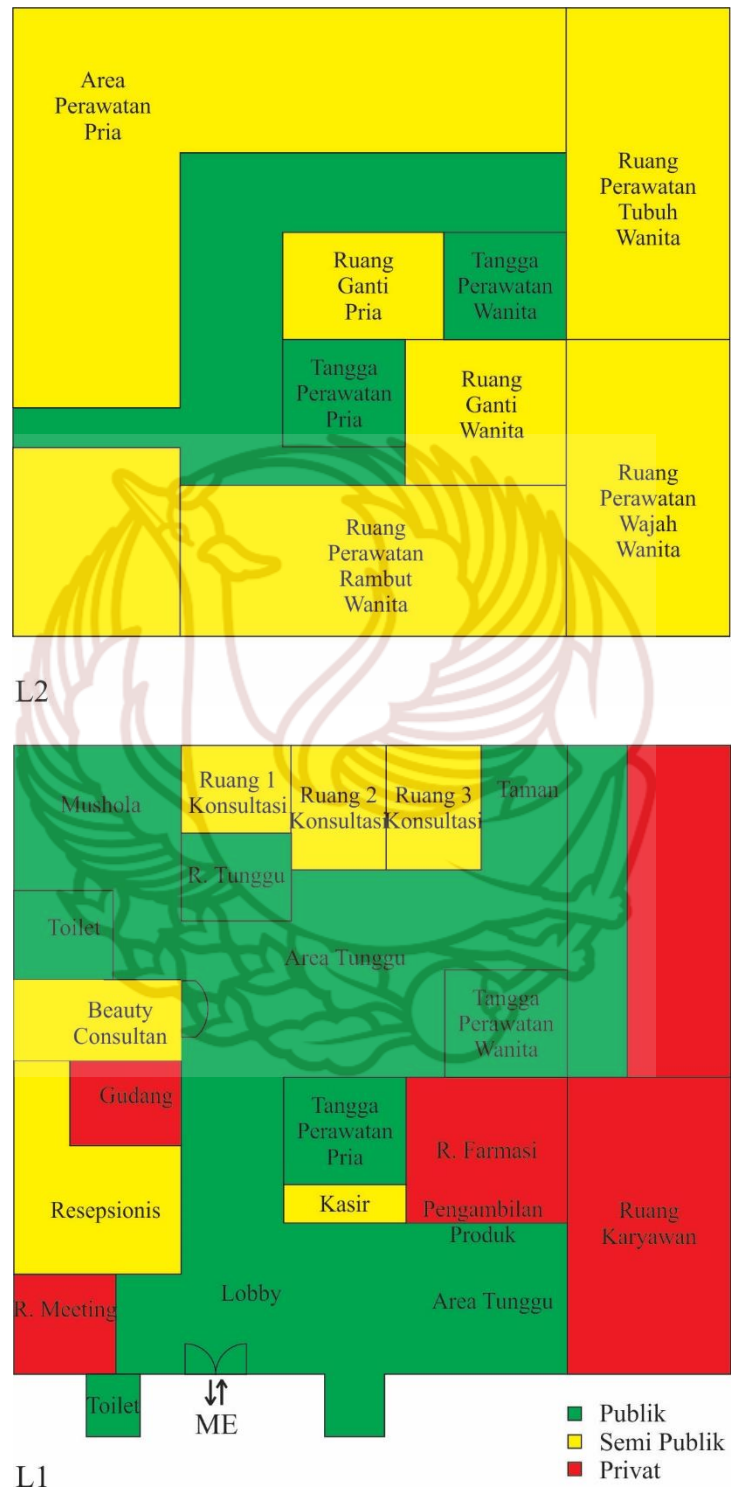 Area
Perawatan
Pria
Ruang
Perawatan
Tubuh
Wanita
Ruang
Ganti
Pria
Tangga
Perawatan
Wanita
Tangga
Perawatan
Pria
Ruang
Ganti
Wanita
Ruang
Perawatan
Rambut
Wanita
Ruang
Perawatan
Wajah
Wanita
L2
Mushola
Ruang 1
Konsultasi
Ruang 2
Konsultasi
Ruang 3
Konsultasi
Taman
R. Tunggu
Toilet
Area Tunggu
Beauty
Consultan
Tangga
Perawatan
Wanita
Gudang
Tangga
Perawatan
Pria
R. Farmasi
Resepsionis
Kasir
Pengambilan
Produk
Ruang
Karyawan
R. Meeting
Lobby
Area Tunggu
Toilet
ME
Publik
Semi Publik
Privat
L1